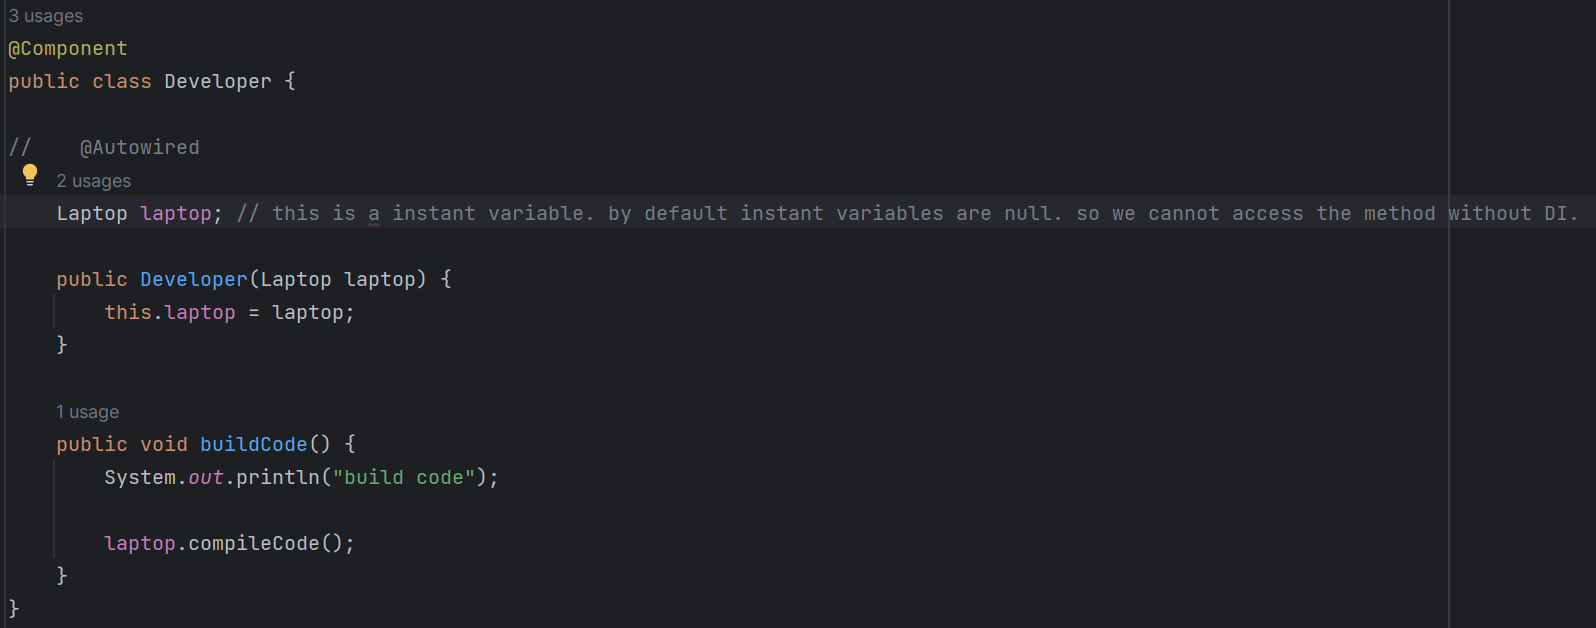 3 usages
@Component
public class Developer {
//    @Autowired
2 usages
Laptop laptop; // this is a instant variable. by default instant variables are null. so we cannot access the method without DI.
public Developer(Laptop laptop) {
this.laptop = laptop;
}
1 usage
public void buildCode() {
System.out.println("build code");
laptop.compileCode();
}
}